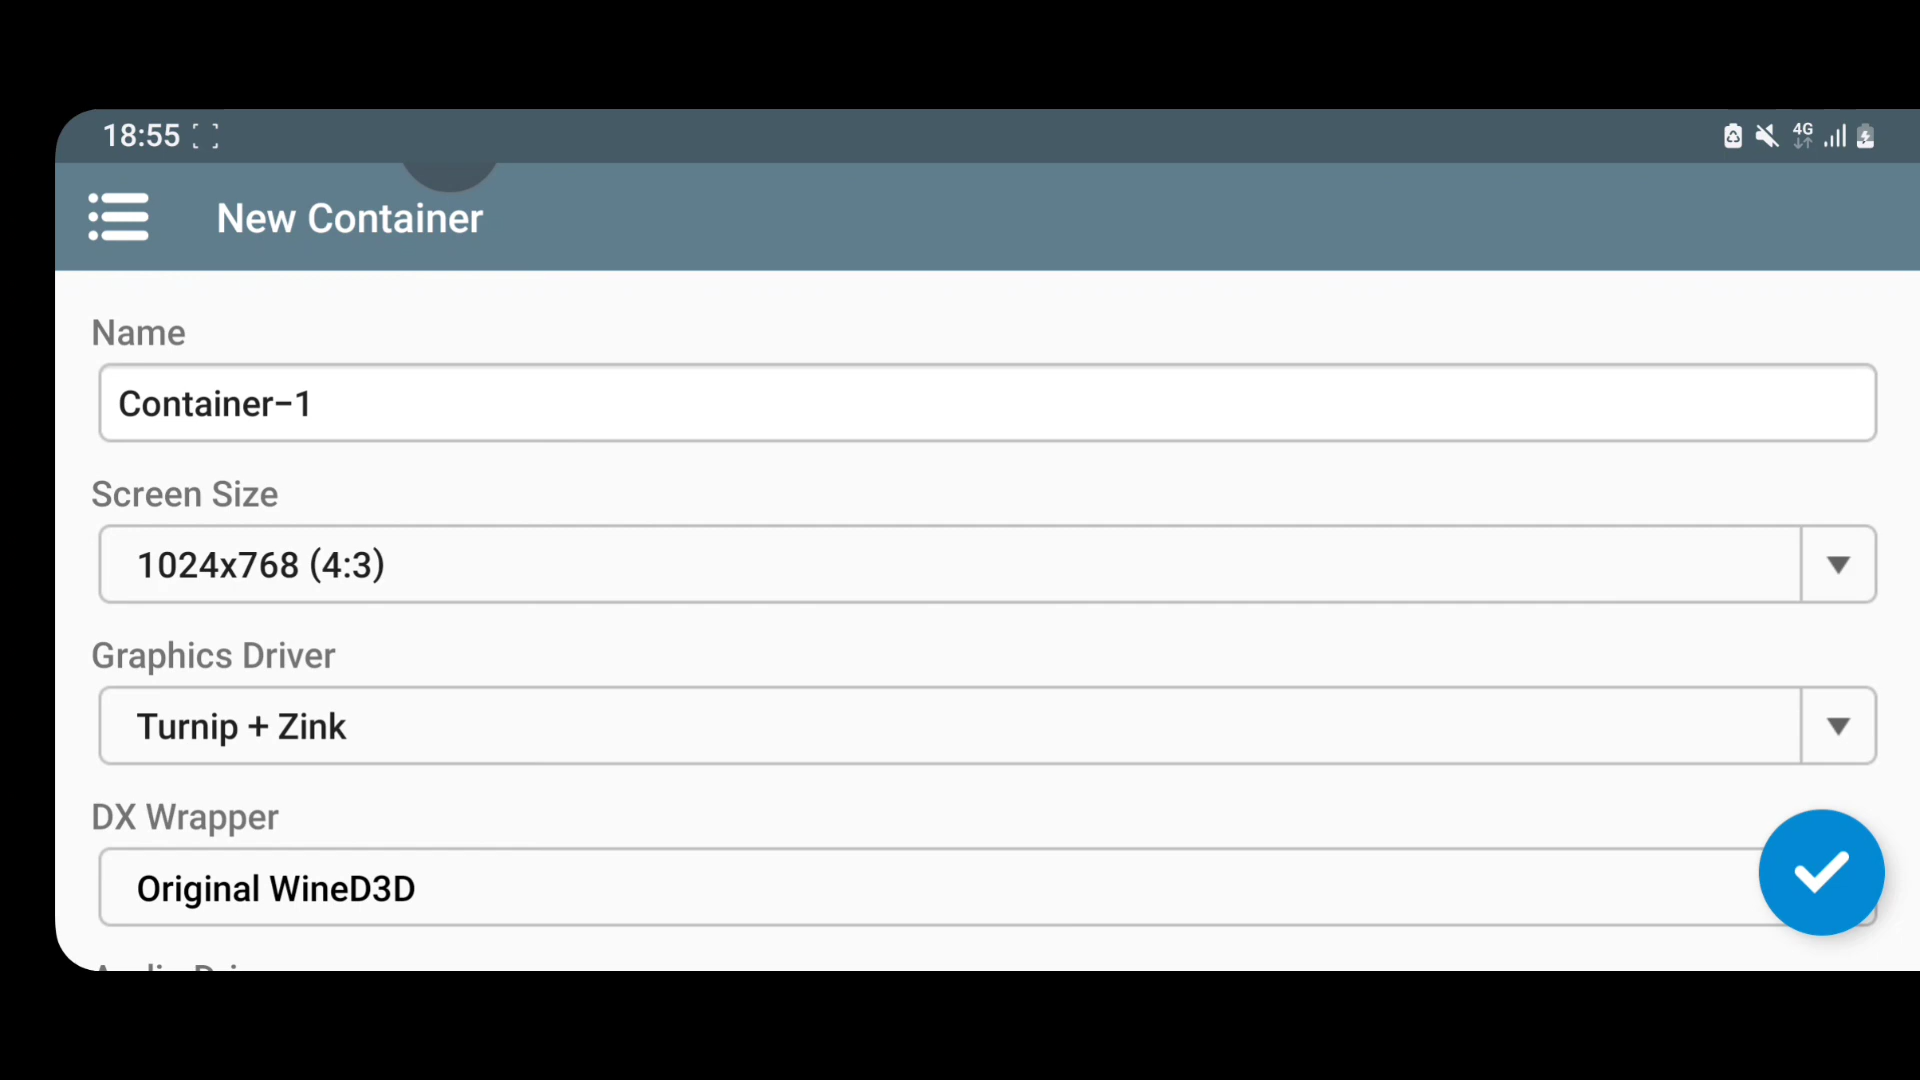 18:55
4G
New Container
Name
Container-1
Screen Size
1024x768 (4:3)
Graphics Driver
Turnip + Zink
DX Wrapper
Original WineD3D